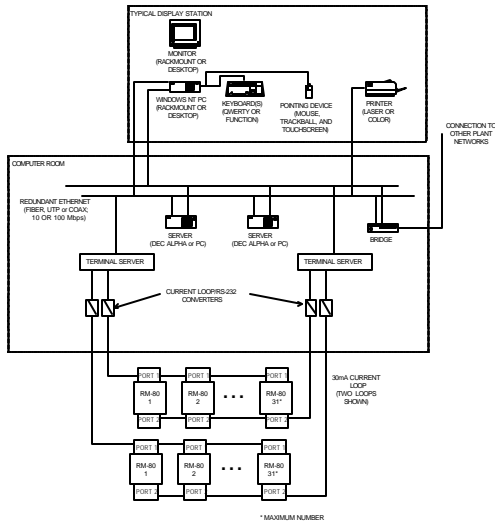 TYPICAL DISPLAY STATION
MONITOR
(RACKMOUNT OR
DESKTOP)
WINDOWS NT PC
(RACKMOUNT OR
DESKTOP)
KEYBOARD(S)
(QWERTY OR
FUNCTION)
POINTING DEVICE
(MOUSE,
TRACKBALL, AND
TOUCHSCREEN)
PRINTER
(LASER OR
COLOR)
CONNECTION TO
OTHER PLANT
NETWORKS
COMPUTER ROOM
REDUNDANT ETHERNET
(FIBER, UTP or COAX;
10 OR 100 Mbps)
SERVER
(DEC ALPHA or PC)
SERVER
(DEC ALPHA or PC)
BRIDGE
TERMINAL SERVER
TERMINAL SERVER
CURRENT LOOP/RS-232
CONVERTERS
PORT 1
PORT 1
PORT 1
RM-80
1
RM-80
2
. . .
RM-80
31*
PORT 2
PORT 2
PORT 2
30mA CURRENT
LOOP
(TWO LOOPS
SHOWN)
PORT 1
PORT
PORT 1
RM-80
1
RM-80
2
. . .
RM-80
31*
PORT 2
PORT
PORT 2
* MAXIMUM NUMBER